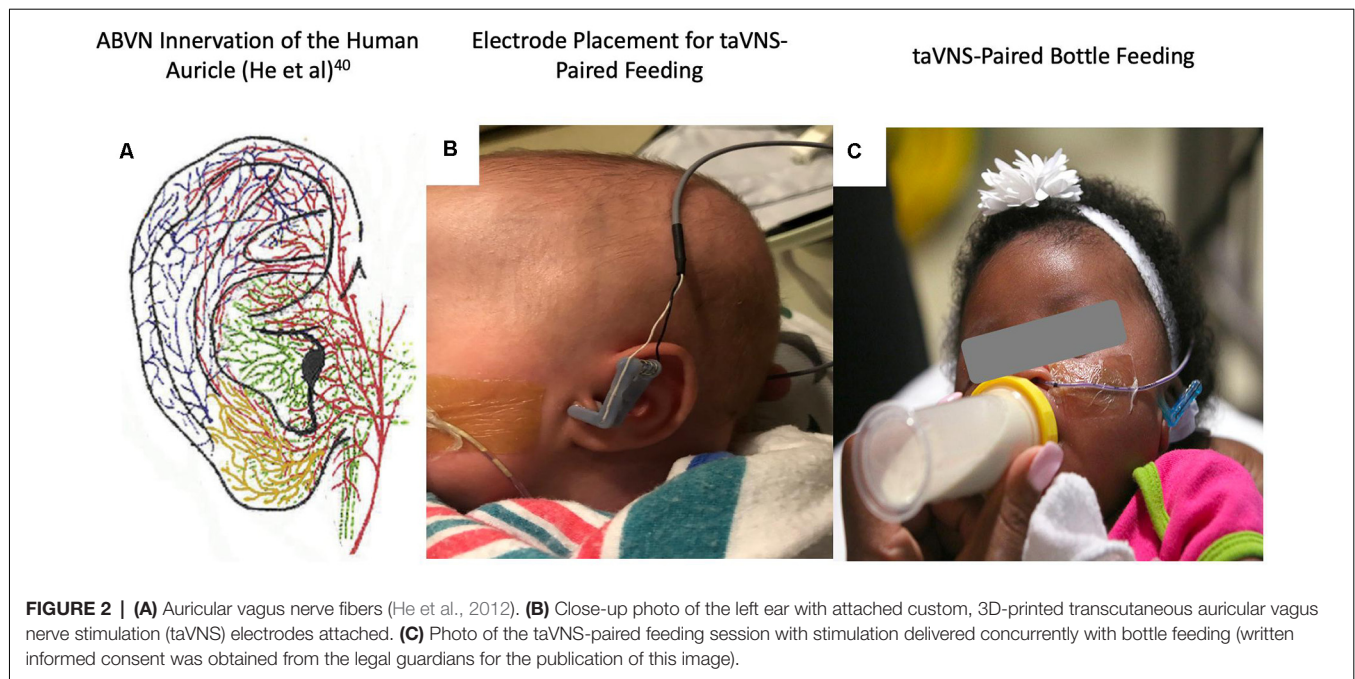 ABVN Innervation of the Human
Auricle (He et al)⁴⁰
Electrode Placement for taVNS-
Paired Feeding
taVNS-Paired Bottle Feeding
A
B
C
FIGURE 2 | (A) Auricular vagus nerve fibers (He et al., 2012). (B) Close-up photo of the left ear with attached custom, 3D-printed transcutaneous auricular vagus
nerve stimulation (taVNS) electrodes attached. (C) Photo of the taVNS-paired feeding session with stimulation delivered concurrently with bottle feeding (written
informed consent was obtained from the legal guardians for the publication of this image).